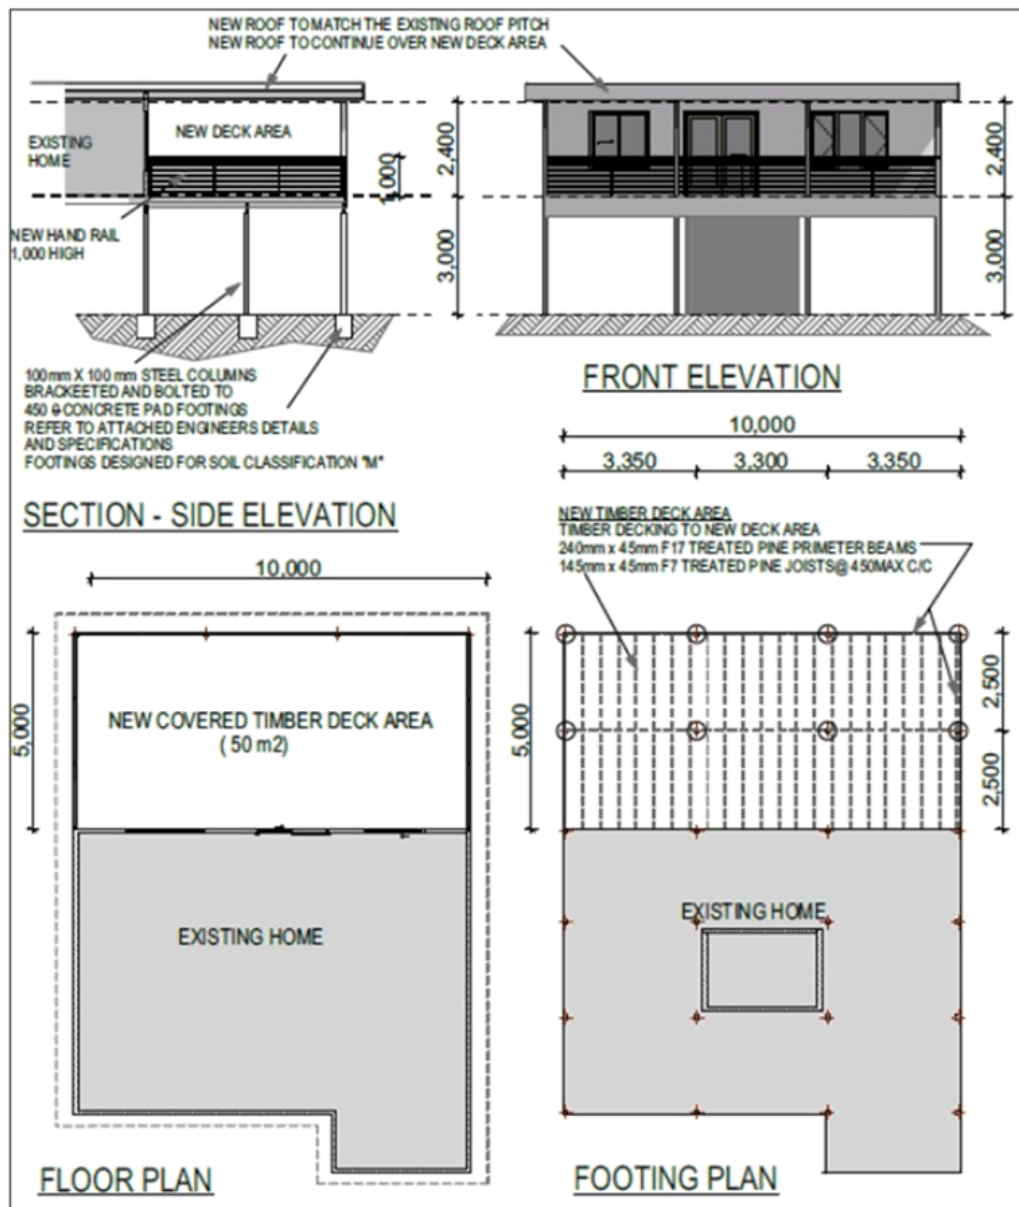 NEW ROOF TO MATCH THE EXISTING ROOF PITCH
NEW ROOF TO CONTINUE OVER NEW DECK AREA
EXISTING
HOME
NEW DECK AREA
1,000
2,400
3,000
NEW HAND RAIL
1,000 HIGH
2,400
3,000
100mm X 100 mm STEEL COLUMNS
BRACKEETED AND BOLTED TO
450 Ø CONCRETE PAD FOOTINGS
REFER TO ATTACHED ENGINEERS DETAILS
AND SPECIFICATIONS
FOOTINGS DESIGNED FOR SOIL CLASSIFICATION "M"
SECTION - SIDE ELEVATION
FRONT ELEVATION
10,000
3,350 3,300 3,350
NEW TIMBER DECK AREA
TIMBER DECKING TO NEW DECK AREA
240mm x 45mm F17 TREATED PINE PRIMETER BEAMS
145mm x 45mm F7 TREATED PINE JOISTS@ 450MAX C/C
10,000
5,000
NEW COVERED TIMBER DECK AREA
( 50 m2)
EXISTING HOME
FLOOR PLAN
5,000
2,500
2,500
EXISTING HOME
FOOTING PLAN